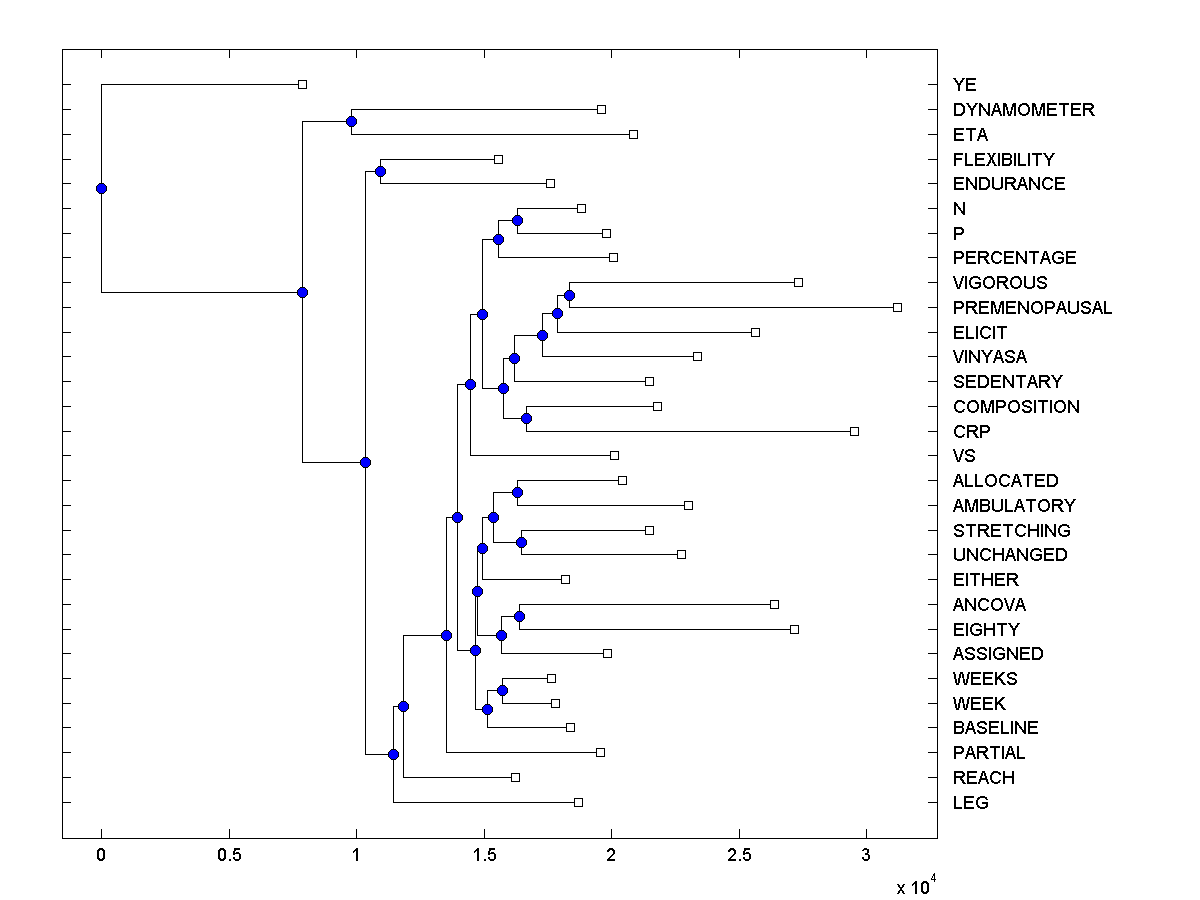 YE
DYNAMOMETER
ETA
FLEXIBILITY
ENDURANCE
N
P
PERCENTAGE
VIGOROUS
PREMENOPAUSAL
ELICIT
VINYASA
SEDENTARY
COMPOSITION
CRP
VS
ALLOCATED
AMBULATORY
STRETCHING
UNCHANGED
EITHER
ANCOVA
EIGHTY
ASSIGNED
WEEKS
WEEK
BASELINE
PARTIAL
REACH
LEG
0 0.5 1 1.5 2 2.5 3
x 10^4